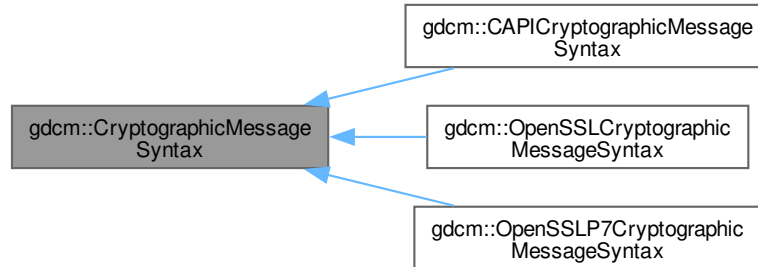 gdcm::CAPICryptographicMessage
Syntax
gdcm::CryptographicMessage
Syntax
gdcm::OpenSSLCryptographic
MessageSyntax
gdcm::OpenSSLP7Cryptographic
MessageSyntax